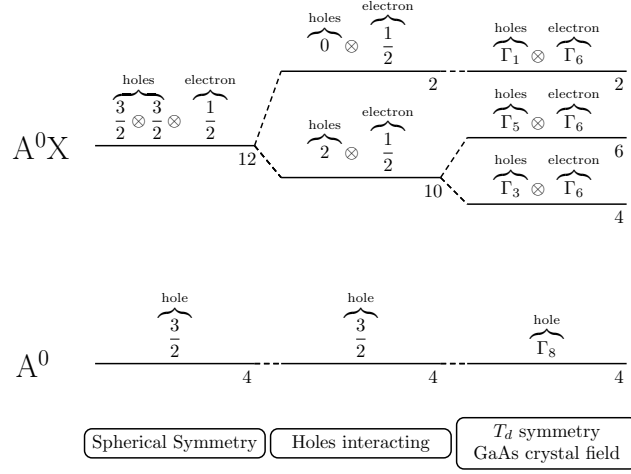 holes electron
0 ⊗ 1/2
2
holes electron
Γ₁ ⊗ Γ₆
2
holes electron
3/2 ⊗ 3/2 ⊗ 1/2
12
A⁰X
holes electron
2 ⊗ 1/2
10
holes electron
Γ₅ ⊗ Γ₆
6
holes electron
Γ₃ ⊗ Γ₆
4
hole
3/2
4
hole
3/2
4
hole
Γ₈
4
A⁰
Spherical Symmetry
Holes interacting
T_d symmetry
GaAs crystal field